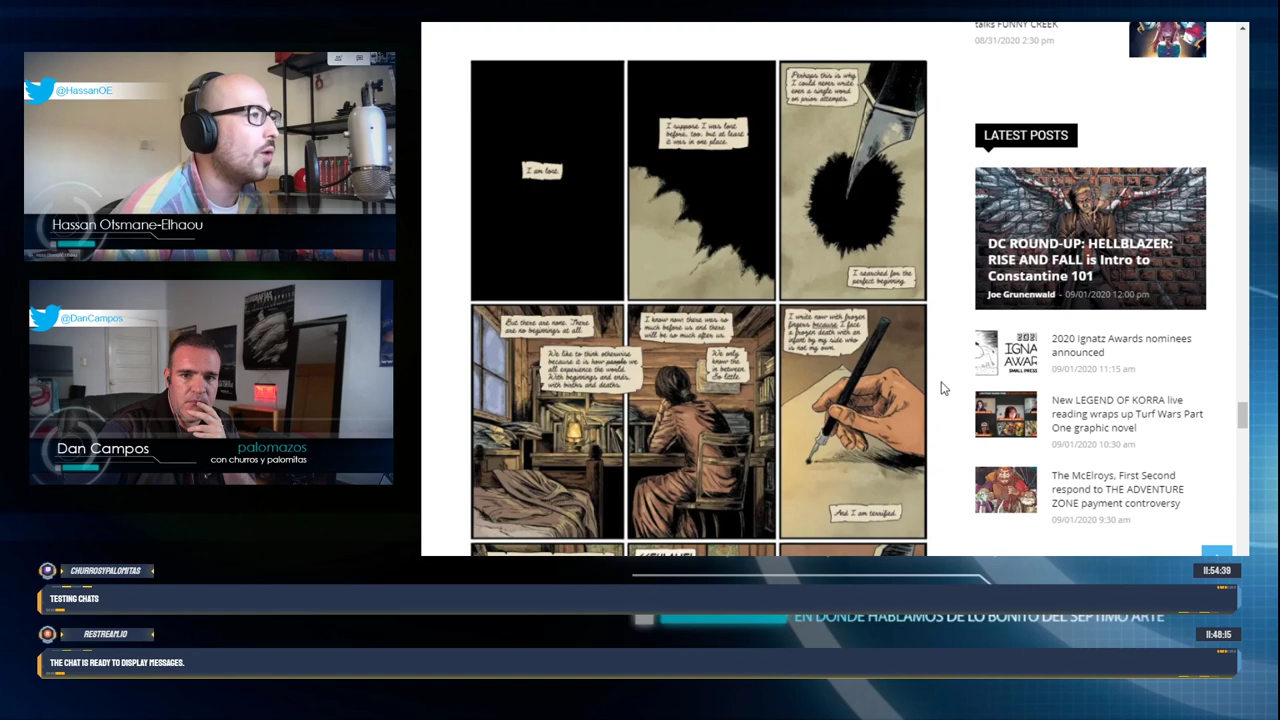 @HassanOE
Hassan Otsmane-Elhaou
@DanCampos
Dan Campos
palomazos
con churros y palomitas
I am lost.
I suppose I was lost
before, too, but at least
it was in one place.
Perhaps this is why
I could never write
even a single word
on prior attempts.
I searched for the
perfect beginning.
But there are none. There
are no beginnings at all.
We like to think otherwise
because it is how people we
all experience the world.
With beginnings and ends,
with births and deaths.
I know now there was so
much before us and there
will be so much after us.
We only
know the
in between.
So little.
I write now with frozen
fingers because I face
a frozen death with an
infant by my side who
is not my own.
And I am terrified.
talks FUNNY CREEK
08/31/2020 2:30 pm
LATEST POSTS
DC ROUND-UP: HELLBLAZER:
RISE AND FALL is Intro to
Constantine 101
Joe Grunenwald - 09/01/2020 12:00 pm
2020 Ignatz Awards nominees
announced
09/01/2020 11:15 am
New LEGEND OF KORRA live
reading wraps up Turf Wars Part
One graphic novel
09/01/2020 10:30 am
The McElroys, First Second
respond to THE ADVENTURE
ZONE payment controversy
09/01/2020 9:30 am
CHURROSYPALOMITAS
11:54:39
TESTING CHATS
EN DONDE HABLAMOS DE LO BONITO DEL SÉPTIMO ARTE
RESTREAM.IO
11:48:15
THE CHAT IS READY TO DISPLAY MESSAGES.